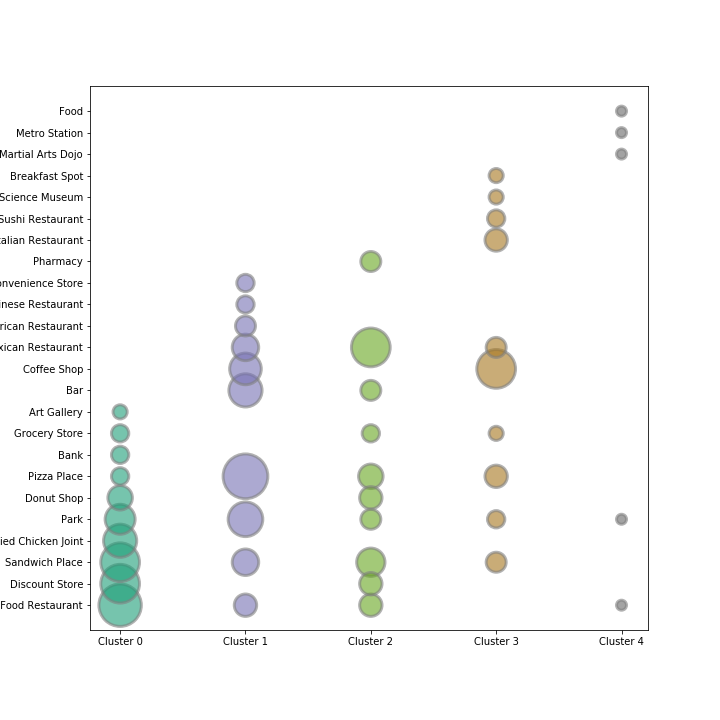 Food
Metro Station
Martial Arts Dojo
Breakfast Spot
Science Museum
Sushi Restaurant
talian Restaurant
Pharmacy
onvenience Store
inese Restaurant
rican Restaurant
xican Restaurant
Coffee Shop
Bar
Art Gallery
Grocery Store
Bank
Pizza Place
Donut Shop
Park
ied Chicken Joint
Sandwich Place
Discount Store
Food Restaurant
Cluster 0 Cluster 1 Cluster 2 Cluster 3 Cluster 4